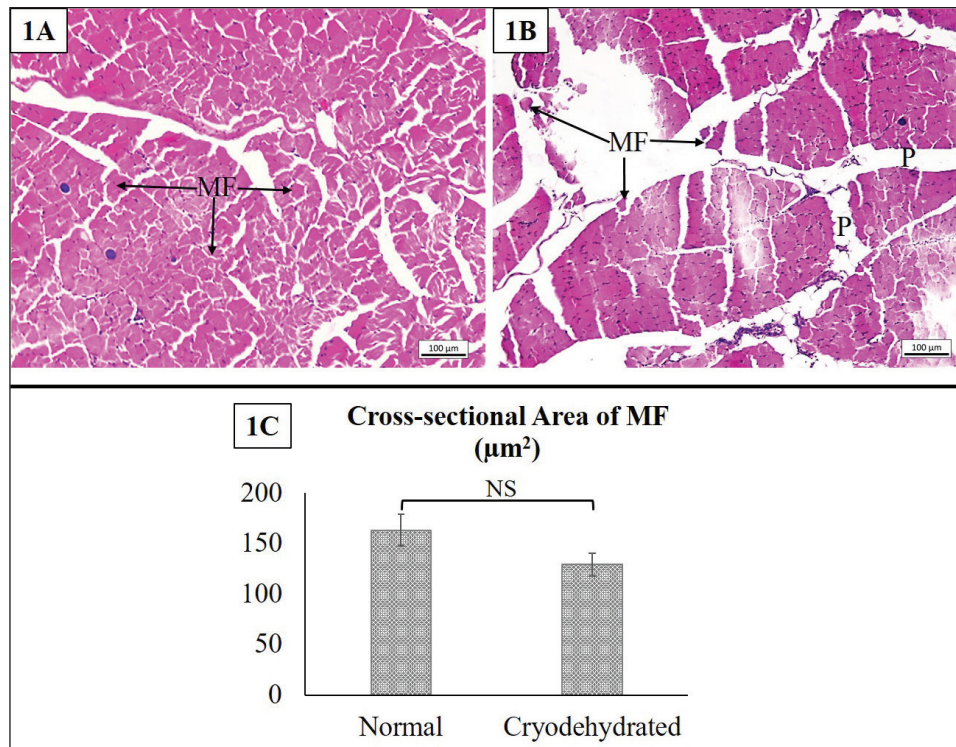 1A
MF
100 µm
1B
MF
P
P
100 µm
1C
Cross-sectional Area of MF
(µm²)
NS
200
150
100
50
0
Normal
Cryodehydrated